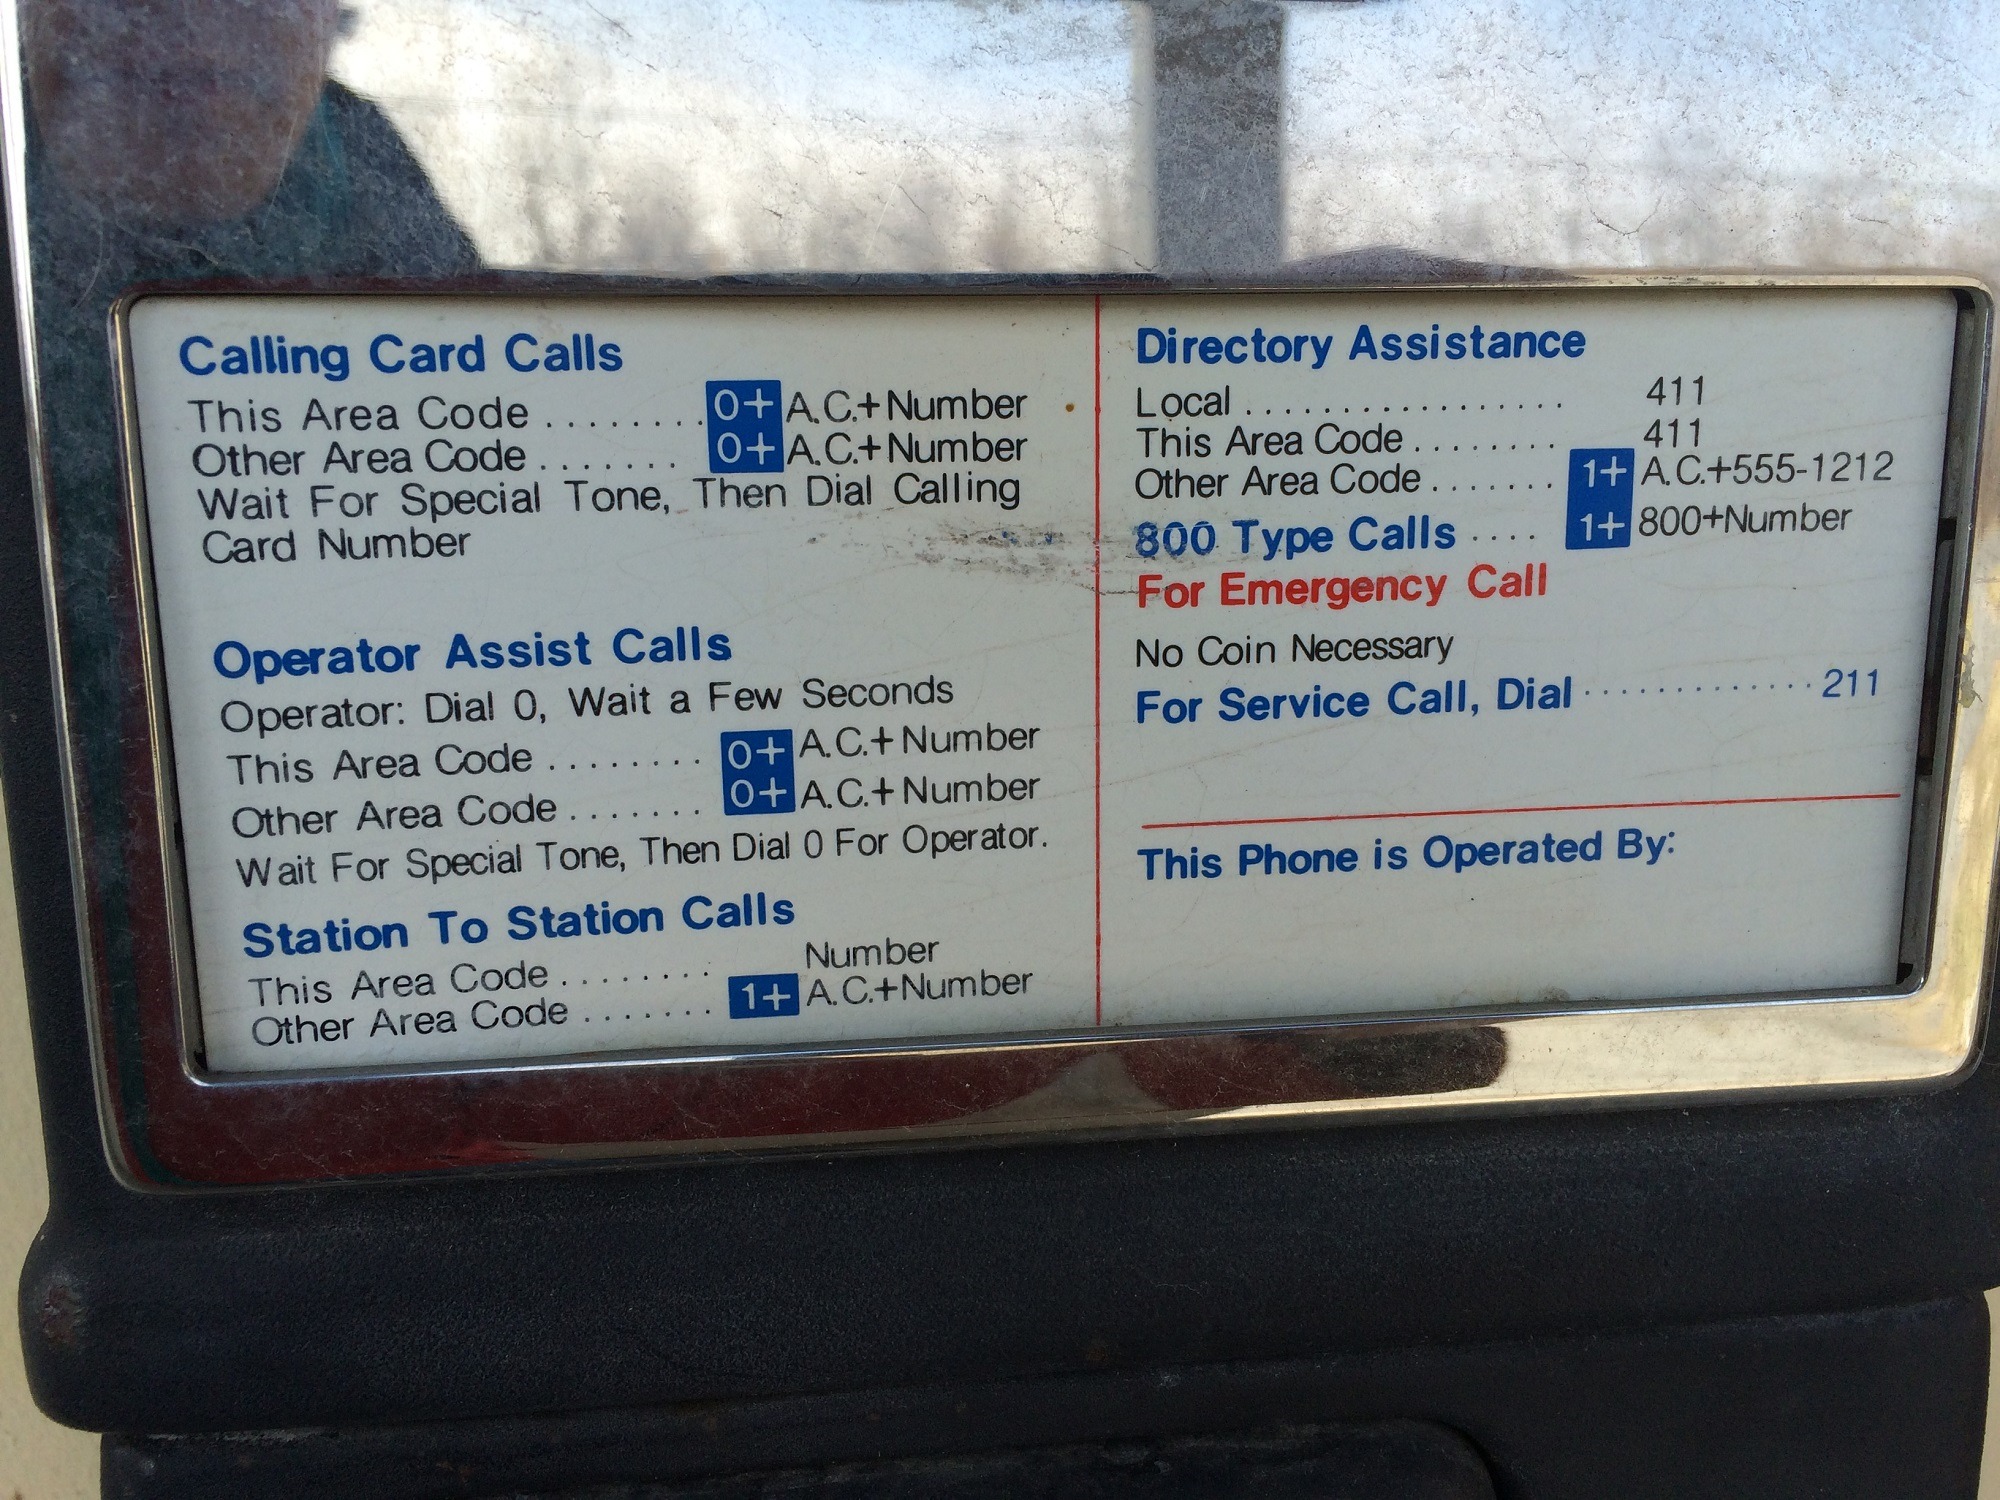 Calling Card Calls
This Area Code ........ 0+ A.C.+Number
Other Area Code ....... 0+ A.C.+Number
Wait For Special Tone, Then Dial Calling
Card Number
Operator Assist Calls
Operator: Dial 0, Wait a Few Seconds
This Area Code ........ 0+ A.C.+Number
Other Area Code ....... 0+ A.C.+Number
Wait For Special Tone, Then Dial 0 For Operator.
Station To Station Calls
This Area Code ........ Number
Other Area Code ....... 1+ A.C.+Number
Directory Assistance
Local ................. 411
This Area Code ........ 411
Other Area Code ....... 1+ A.C.+555-1212
800 Type Calls .... 1+ 800+Number
For Emergency Call
No Coin Necessary
For Service Call, Dial ............. 211
This Phone is Operated By: